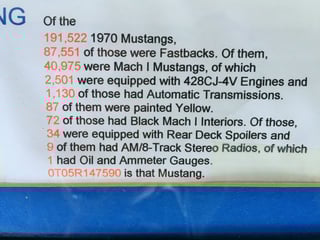 NG
Of the
191,522 1970 Mustangs,
87,551 of those were Fastbacks. Of them,
40,975 were Mach I Mustangs, of which
2,501 were equipped with 428CJ-4V Engines and
1,130 of those had Automatic Transmissions.
87 of them were painted Yellow.
72 of those had Black Mach I Interiors. Of those,
34 were equipped with Rear Deck Spoilers and
9 of them had AM/8-Track Stereo Radios, of which
1 had Oil and Ammeter Gauges.
0T05R147590 is that Mustang.